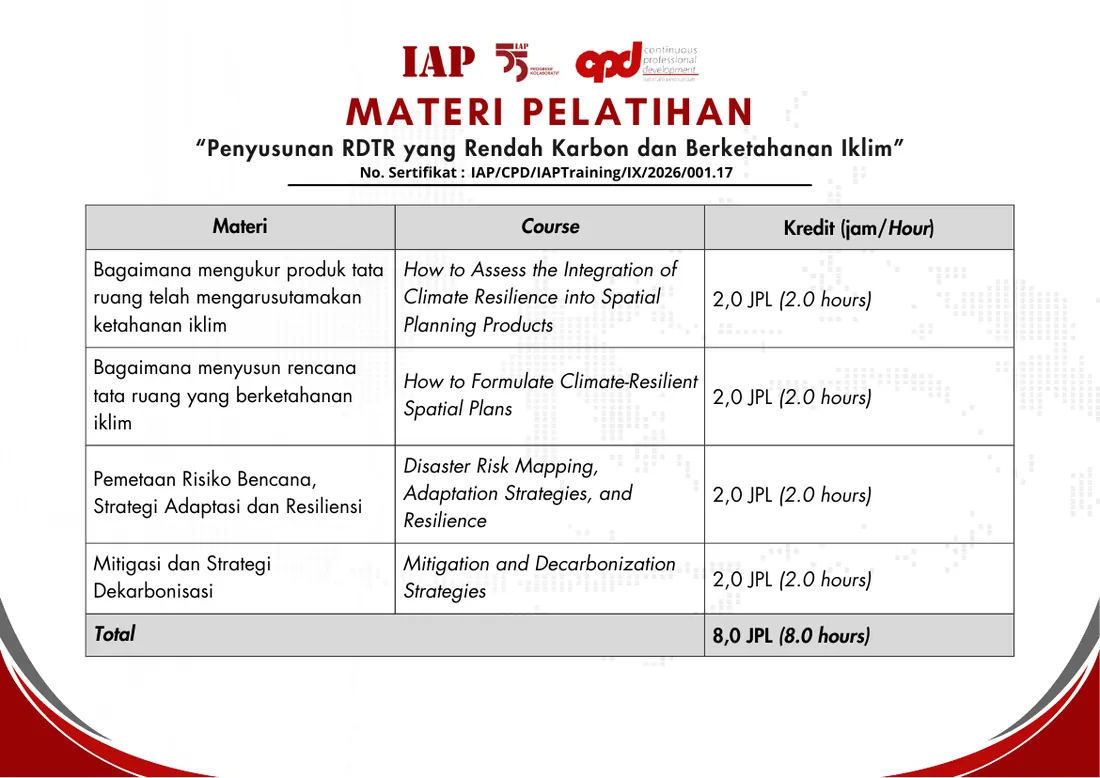 IAP
55
IAP
PROGRESIF
KOLABORATIF
cpd
continuous
professional
development
MATERI PELATIHAN
“Penyusunan RDTR yang Rendah Karbon dan Berketahanan Iklim”
No. Sertifikat : IAP/CPD/IAPTraining/IX/2026/001.17
Materi
Course
Kredit (jam/Hour)
Bagaimana mengukur produk tata
ruang telah mengarusutamakan
ketahanan iklim
How to Assess the Integration of
Climate Resilience into Spatial
Planning Products
2,0 JPL (2.0 hours)
Bagaimana menyusun rencana
tata ruang yang berketahanan
iklim
How to Formulate Climate-Resilient
Spatial Plans
2,0 JPL (2.0 hours)
Pemetaan Risiko Bencana,
Strategi Adaptasi dan Resiliensi
Disaster Risk Mapping,
Adaptation Strategies, and
Resilience
2,0 JPL (2.0 hours)
Mitigasi dan Strategi
Dekarbonisasi
Mitigation and Decarbonization
Strategies
2,0 JPL (2.0 hours)
Total
8,0 JPL (8.0 hours)